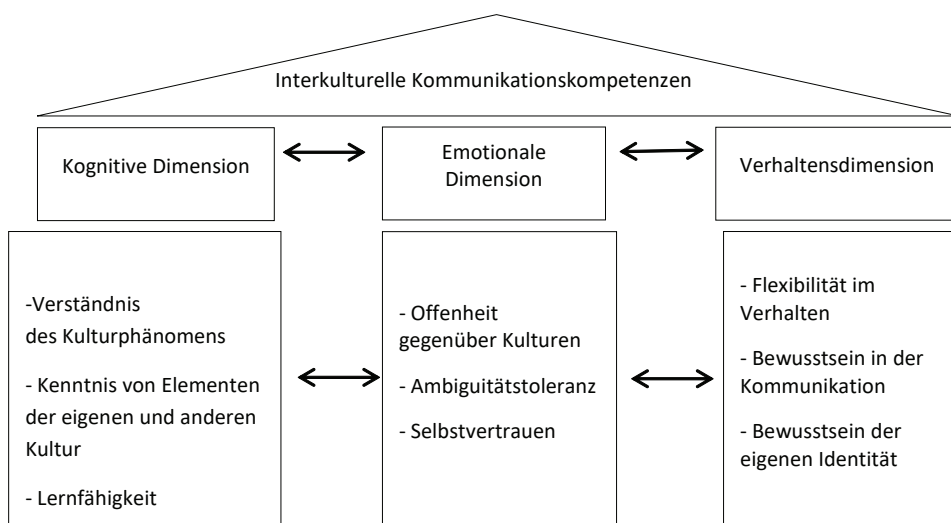 Interkulturelle Kommunikationskompetenzen
Kognitive Dimension
Emotionale
Dimension
Verhaltensdimension
-Verständnis
des Kulturphänomens
- Kenntnis von Elementen
der eigenen und anderen
Kultur
- Lernfähigkeit
- Offenheit
gegenüber Kulturen
- Ambiguitätstoleranz
- Selbstvertrauen
- Flexibilität im
Verhalten
- Bewusstsein in der
Kommunikation
- Bewusstsein der
eigenen Identität